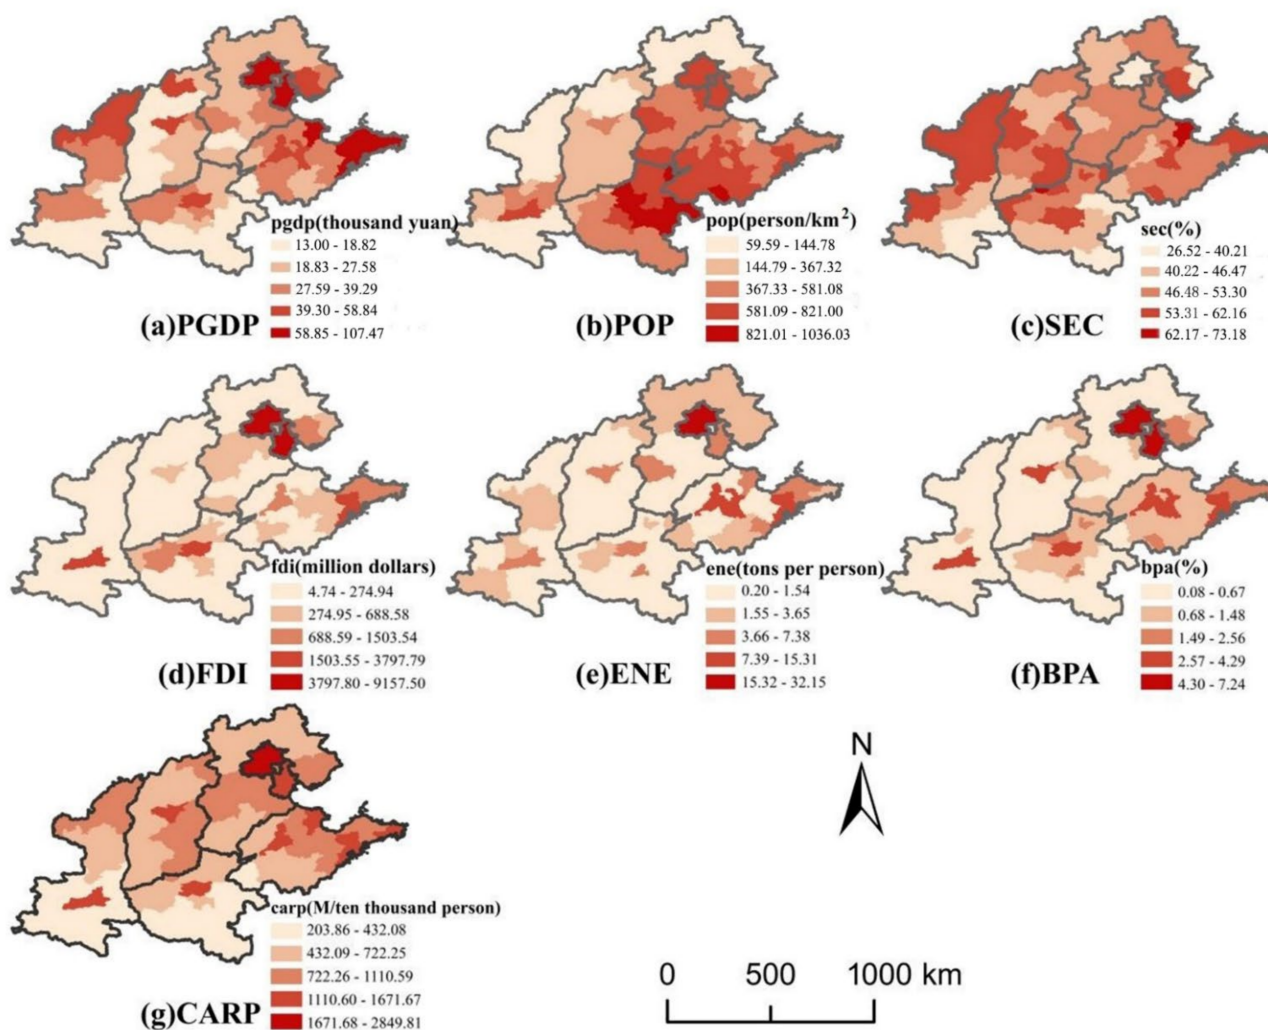 pgdp(thousand yuan)
13.00 - 18.82
18.83 - 27.58
27.59 - 39.29
39.30 - 58.84
58.85 - 107.47
(a)PGDP
pop(person/km²)
59.59 - 144.78
144.79 - 367.32
367.33 - 581.08
581.09 - 821.00
821.01 - 1036.03
(b)POP
sec(%)
26.52 - 40.21
40.22 - 46.47
46.48 - 53.30
53.31 - 62.16
62.17 - 73.18
(c)SEC
fdi(million dollars)
4.74 - 274.94
274.95 - 688.58
688.59 - 1503.54
1503.55 - 3797.79
3797.80 - 9157.50
(d)FDI
ene(tons per person)
0.20 - 1.54
1.55 - 3.65
3.66 - 7.38
7.39 - 15.31
15.32 - 32.15
(e)ENE
bpa(%)
0.08 - 0.67
0.68 - 1.48
1.49 - 2.56
2.57 - 4.29
4.30 - 7.24
(f)BPA
carp(M/ten thousand person)
203.86 - 432.08
432.09 - 722.25
722.26 - 1110.59
1110.60 - 1671.67
1671.68 - 2849.81
(g)CARP
N
0 500 1000 km